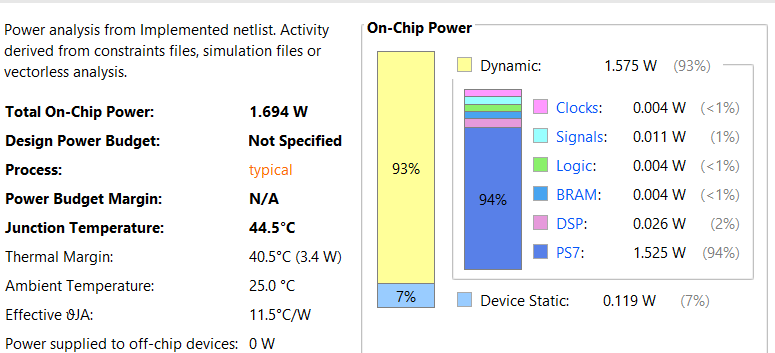 Power analysis from Implemented netlist. Activity
derived from constraints files, simulation files or
vectorless analysis.
Total On-Chip Power: 1.694 W
Design Power Budget: Not Specified
Process: typical
Power Budget Margin: N/A
Junction Temperature: 44.5°C
Thermal Margin: 40.5°C (3.4 W)
Ambient Temperature: 25.0 °C
Effective ϑJA: 11.5°C/W
Power supplied to off-chip devices: 0 W
On-Chip Power
Dynamic: 1.575 W (93%)
Clocks: 0.004 W (<1%)
Signals: 0.011 W (1%)
Logic: 0.004 W (<1%)
BRAM: 0.004 W (<1%)
DSP: 0.026 W (2%)
PS7: 1.525 W (94%)
Device Static: 0.119 W (7%)
93%
94%
7%